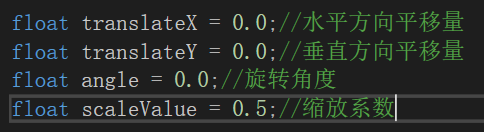 float translateX = 0.0;//水平方向平移量
float translateY = 0.0;//垂直方向平移量
float angle = 0.0;//旋转角度
float scaleValue = 0.5;//缩放系数